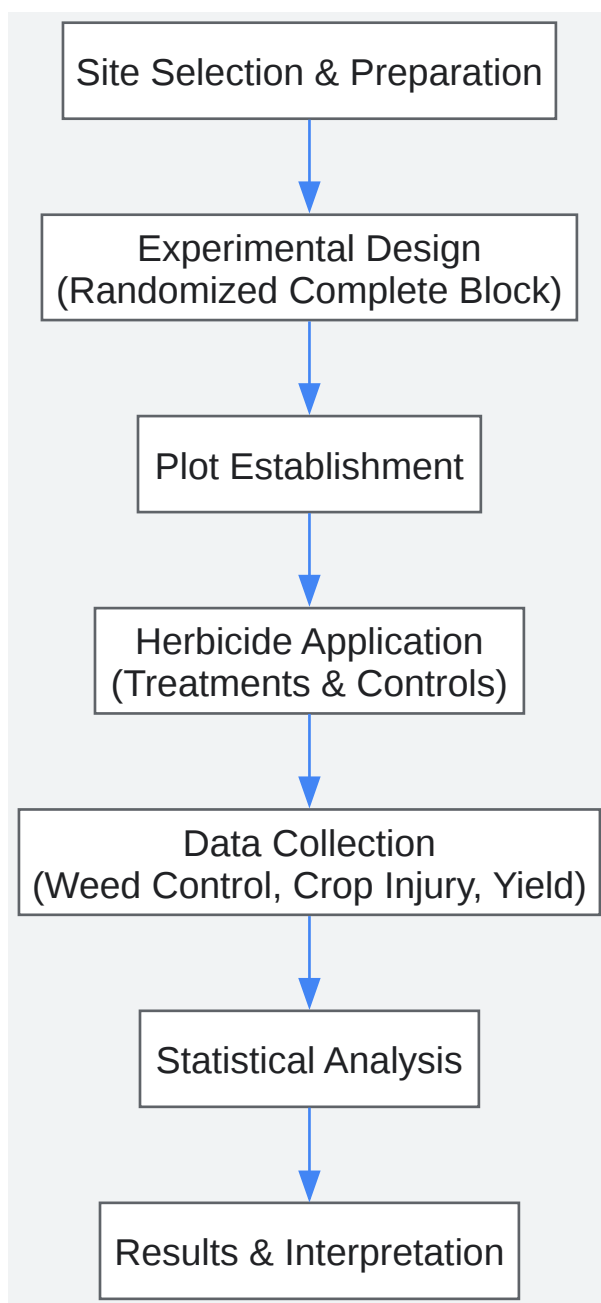 Site Selection & Preparation
Experimental Design
(Randomized Complete Block)
Plot Establishment
Herbicide Application
(Treatments & Controls)
Data Collection
(Weed Control, Crop Injury, Yield)
Statistical Analysis
Results & Interpretation